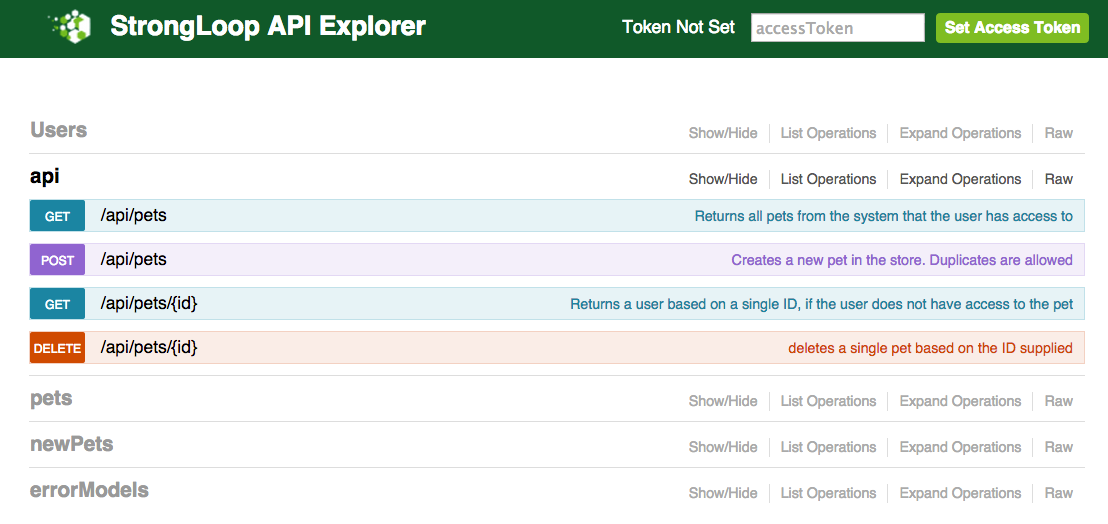 StrongLoop API Explorer Token Not Set accessToken Set Access Token
Users Show/Hide List Operations Expand Operations Raw
api Show/Hide List Operations Expand Operations Raw
GET /api/pets Returns all pets from the system that the user has access to
POST /api/pets Creates a new pet in the store. Duplicates are allowed
GET /api/pets/{id} Returns a user based on a single ID, if the user does not have access to the pet
DELETE /api/pets/{id} deletes a single pet based on the ID supplied
pets Show/Hide List Operations Expand Operations Raw
newPets Show/Hide List Operations Expand Operations Raw
errorModels Show/Hide List Operations Expand Operations Raw